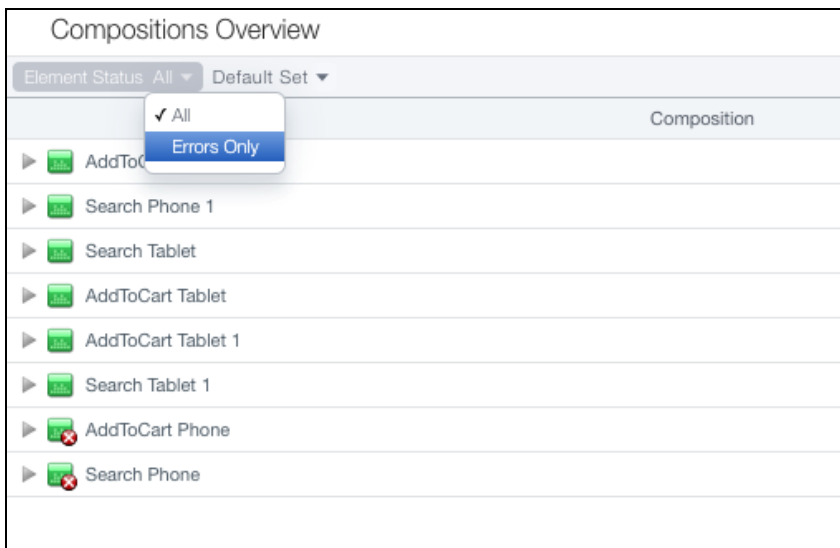 Compositions Overview
Element Status All Default Set
All
Composition
Errors Only
Search Phone 1
Search Tablet
AddToCart Tablet
AddToCart Tablet 1
Search Tablet 1
AddToCart Phone
Search Phone